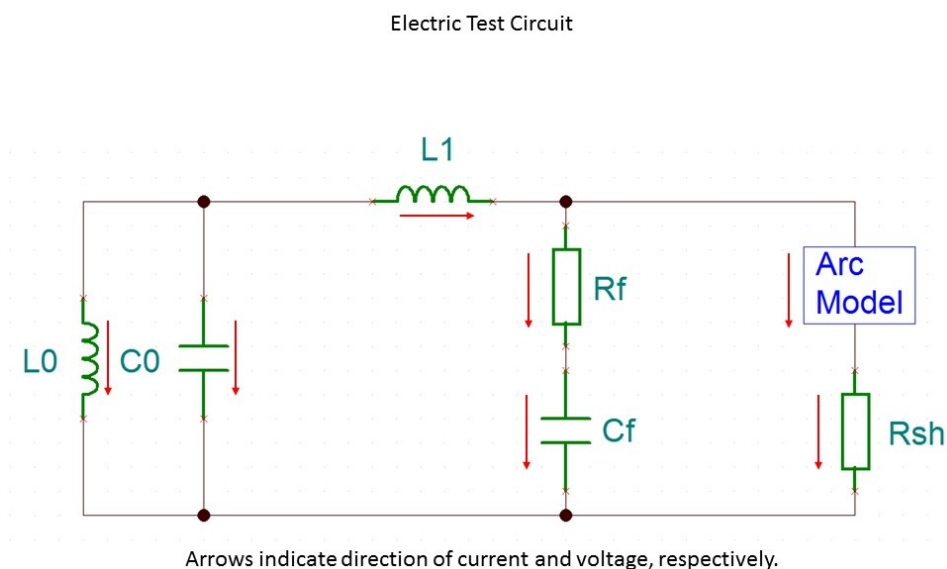 Electric Test Circuit
L1
Rf
Arc
Model
L0
C0
Cf
Rsh
Arrows indicate direction of current and voltage, respectively.